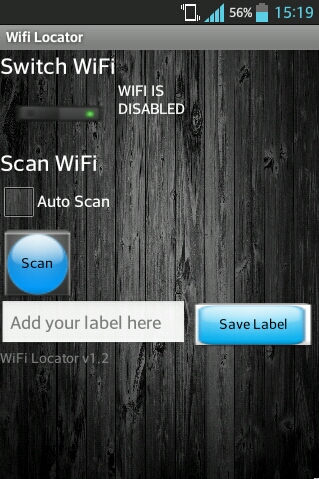 56% 15:19
Wifi Locator
Switch WiFi
WIFI IS
DISABLED
Scan WiFi
Auto Scan
Scan
Add your label here
Save Label
WiFi Locator v1,2